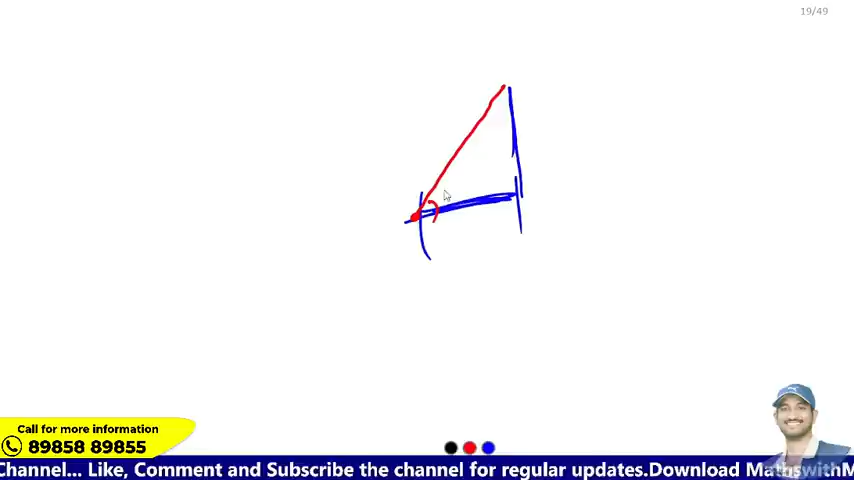 19/49
Call for more information
89858 89855
Channel... Like, Comment and Subscribe the channel for regular updates.Download MathswithM